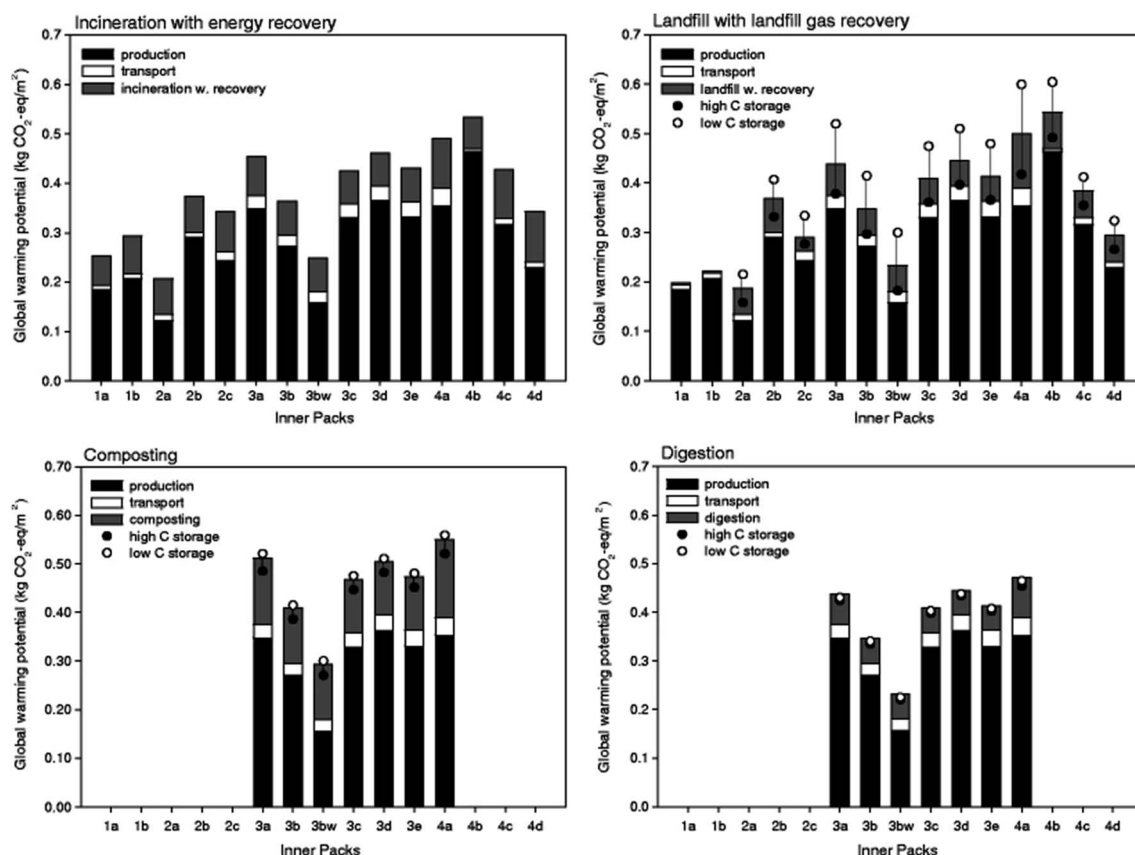 Incineration with energy recovery
Global warming potential (kg CO2-eq/m2)
0.7
0.6
0.5
0.4
0.3
0.2
0.1
0.0
production
transport
incineration w. recovery
1a 1b 2a 2b 2c 3a 3b 3bw 3c 3d 3e 4a 4b 4c 4d
Inner Packs
Landfill with landfill gas recovery
Global warming potential (kg CO2-eq/m2)
0.7
0.6
0.5
0.4
0.3
0.2
0.1
0.0
production
transport
landfill w. recovery
high C storage
low C storage
1a 1b 2a 2b 2c 3a 3b 3bw 3c 3d 3e 4a 4b 4c 4d
Inner Packs
Composting
Global warming potential (kg CO2-eq/m2)
0.70
0.60
0.50
0.40
0.30
0.20
0.10
0.00
production
transport
composting
high C storage
low C storage
1a 1b 2a 2b 2c 3a 3b 3bw 3c 3d 3e 4a 4b 4c 4d
Inner Packs
Digestion
Global warming potential (kg CO2-eq/m2)
0.7
0.6
0.5
0.4
0.3
0.2
0.1
0.0
production
transport
digestion
high C storage
low C storage
1a 1b 2a 2b 2c 3a 3b 3bw 3c 3d 3e 4a 4b 4c 4d
Inner Packs